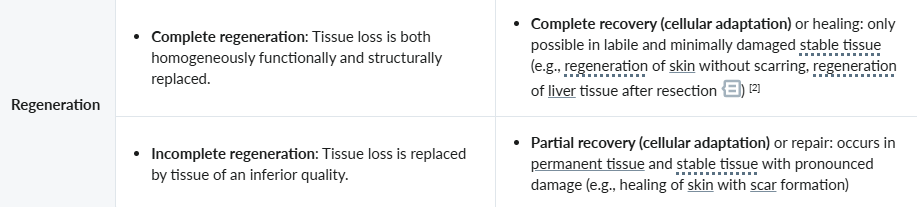 Regeneration
• Complete regeneration: Tissue loss is both
homogeneously functionally and structurally
replaced.
• Complete recovery (cellular adaptation) or healing: only
possible in labile and minimally damaged stable tissue
(e.g., regeneration of skin without scarring, regeneration
of liver tissue after resection ) [2]
• Incomplete regeneration: Tissue loss is replaced
by tissue of an inferior quality.
• Partial recovery (cellular adaptation) or repair: occurs in
permanent tissue and stable tissue with pronounced
damage (e.g., healing of skin with scar formation)